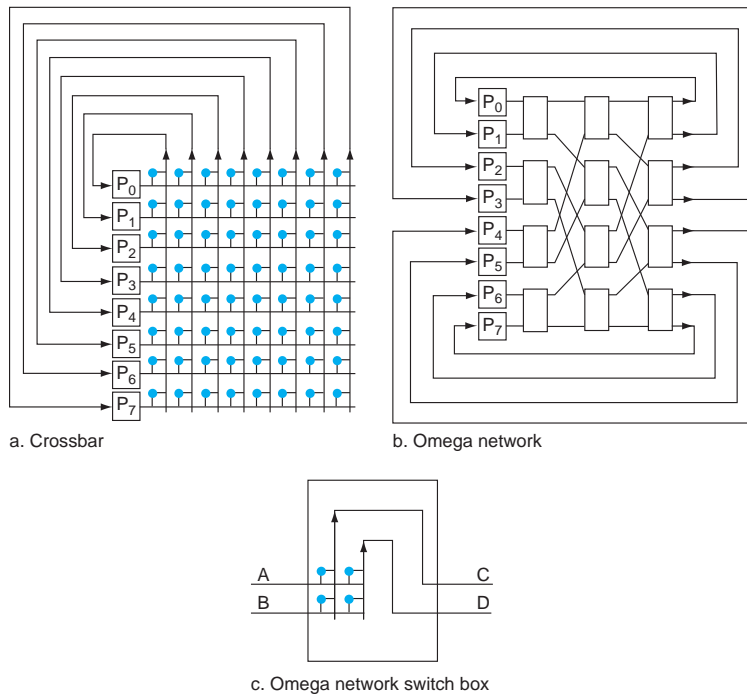 P0
P1
P2
P3
P4
P5
P6
P7
a. Crossbar
P0
P1
P2
P3
P4
P5
P6
P7
b. Omega network
A
B
C
D
c. Omega network switch box